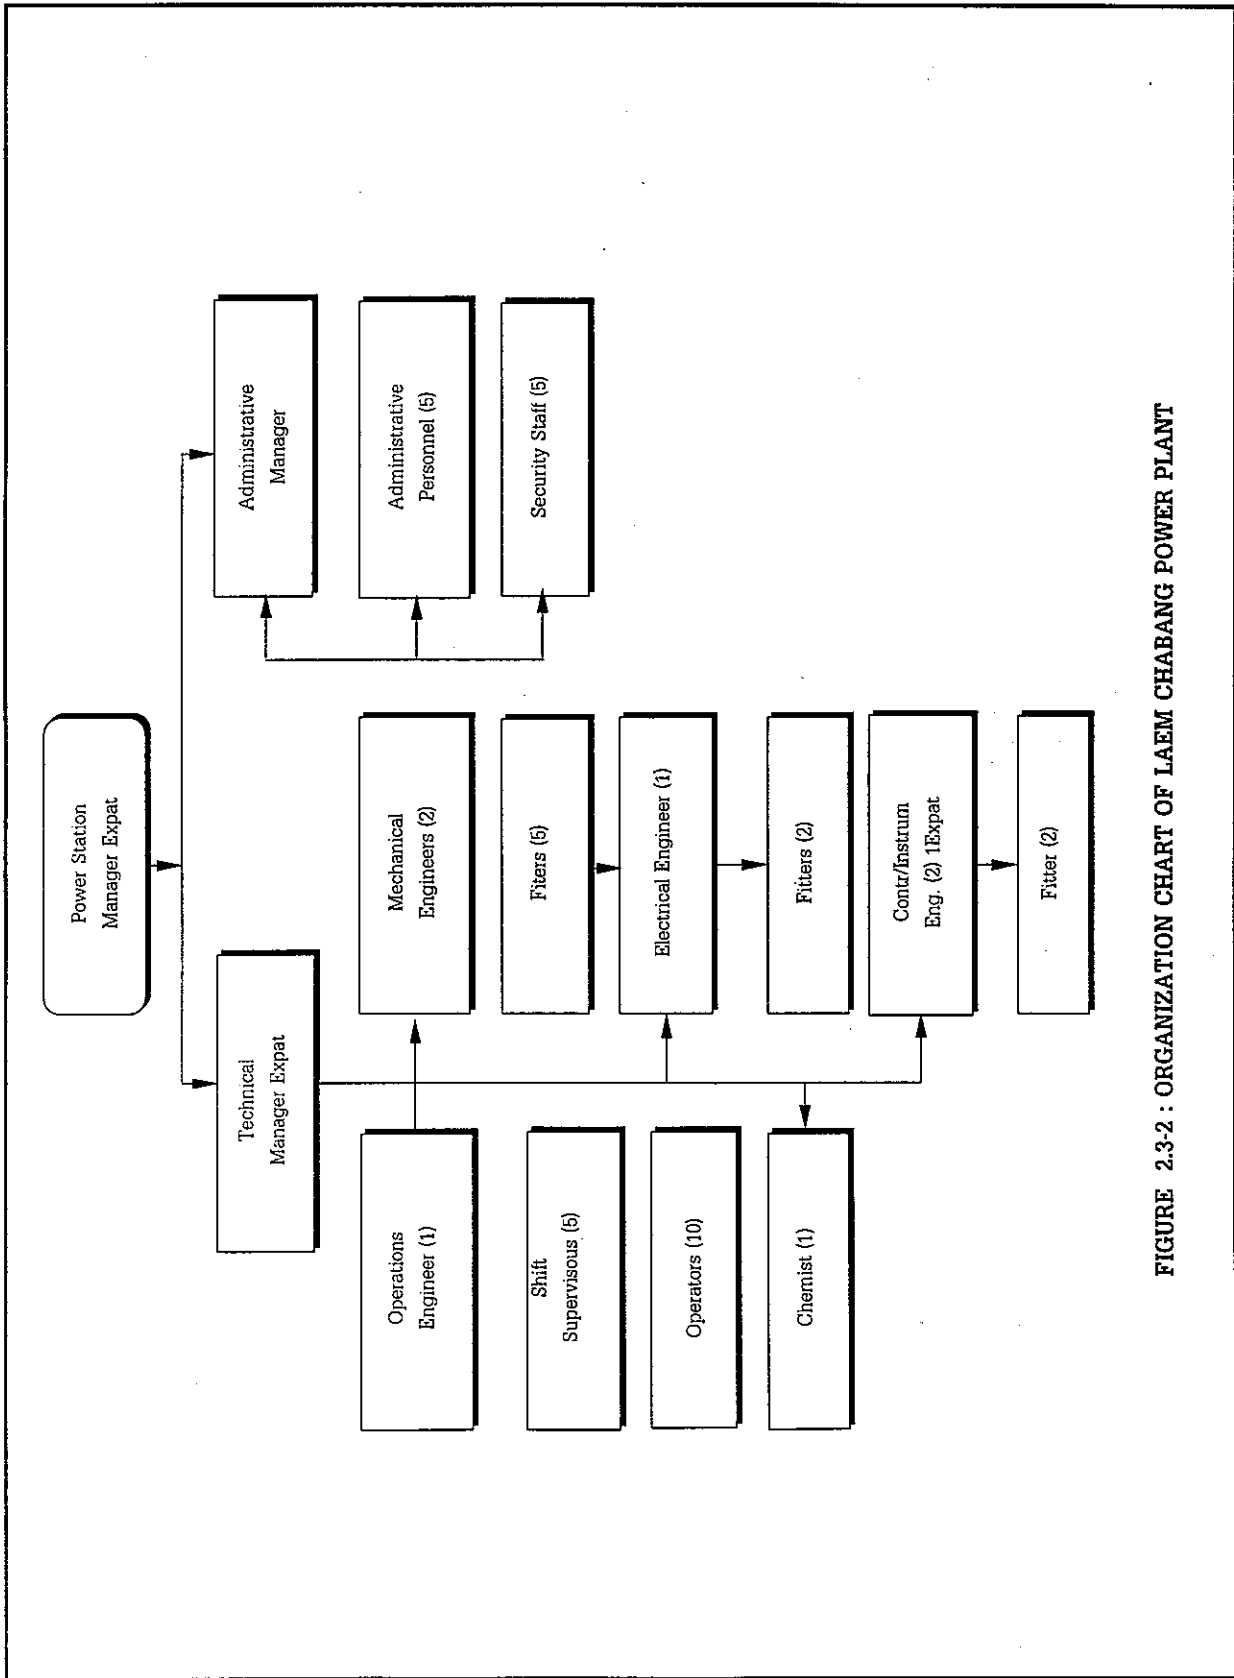 Power Station
Manager Expat
Technical
Manager Expat
Administrative
Manager
Operations
Engineer (1)
Mechanical
Engineers (2)
Administrative
Personnel (5)
Shift
Supervisous (5)
Fiters (5)
Security Staff (5)
Operators (10)
Electrical Engineer (1)
Chemist (1)
Fitters (2)
Contr/Instrum
Eng. (2) 1Expat
Fitter (2)
FIGURE 2.3-2 : ORGANIZATION CHART OF LAEM CHABANG POWER PLANT